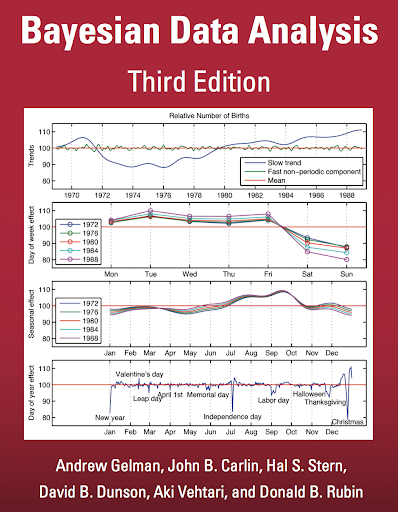 Bayesian Data Analysis
Third Edition
Relative Number of Births
Trends
110
100
90
80
Slow trend
Fast non-periodic component
Mean
1970 1972 1974 1976 1978 1980 1982 1984 1986 1988
Day of week effect
110
100
90
80
1972
1976
1980
1984
1988
Mon Tue Wed Thu Fri Sat Sun
Seasonal effect
110
100
90
80
1972
1976
1980
1984
1988
Jan Feb Mar Apr May Jun Jul Aug Sep Oct Nov Dec Jan
Day of year effect
110
100
90
80
Valentine's day
Leap day
April 1st
Memorial day
Halloween
Labor day
Thanksgiving
New year
Independence day
Christmas
Jan Feb Mar Apr May Jun Jul Aug Sep Oct Nov Dec
Andrew Gelman, John B. Carlin, Hal S. Stern,
David B. Dunson, Aki Vehtari, and Donald B. Rubin